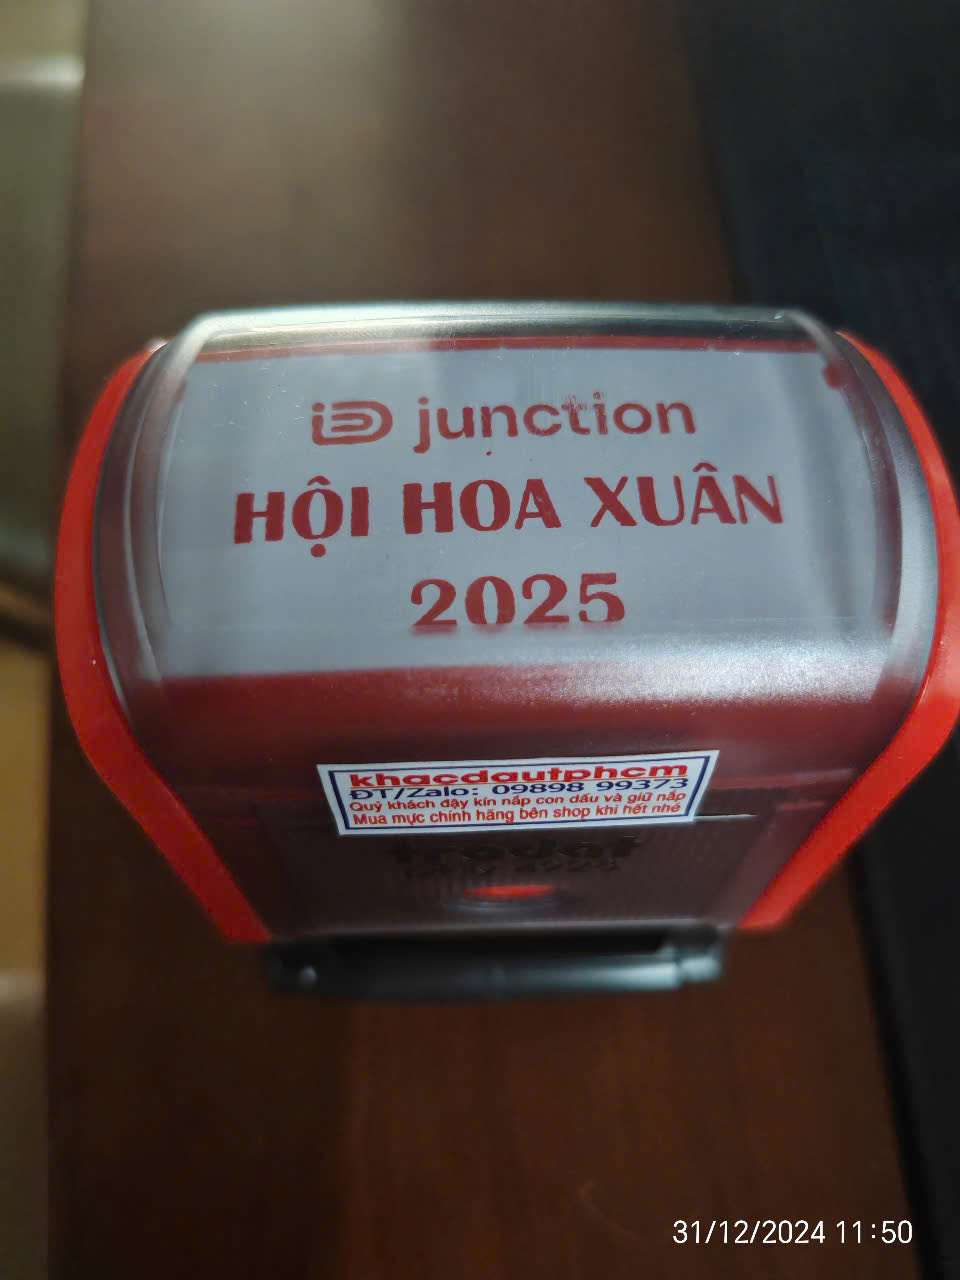 junction
HỘI HOA XUÂN
2025
khacdautphcm
ĐT/Zalo: 09898 99373
Quý khách đậy kín nắp con dấu và giữ nắp
Mua mực chính hãng bên shop khi hết nhé
trodat
31/12/2024 11:50